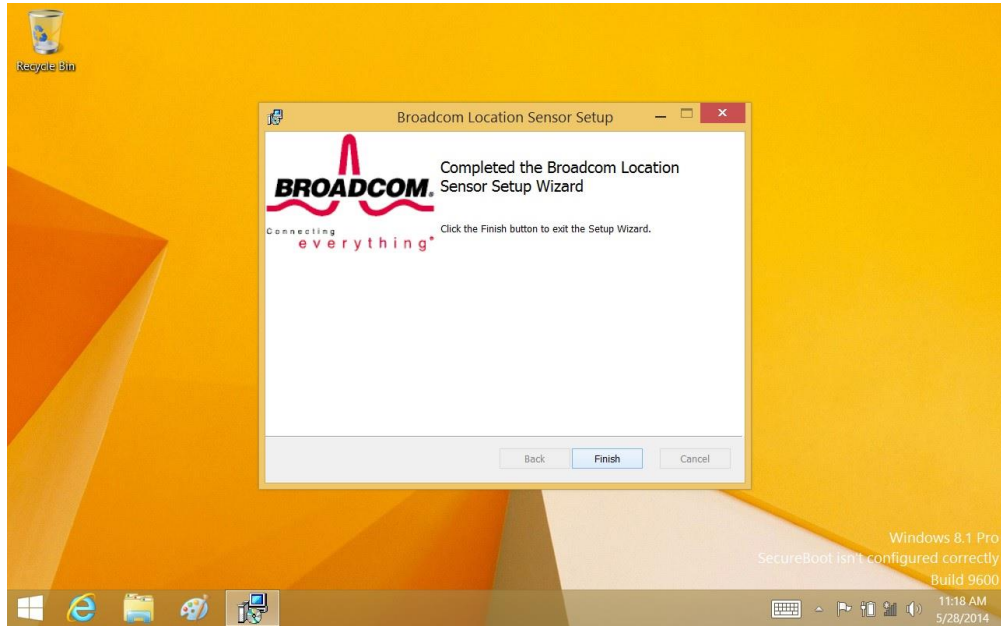 Recycle Bin
Broadcom Location Sensor Setup
BROADCOM.
Connecting
everything
Completed the Broadcom Location
Sensor Setup Wizard
Click the Finish button to exit the Setup Wizard.
Back
Finish
Cancel
Windows 8.1 Pro
SecureBoot isn't configured correctly
Build 9600
11:18 AM
5/28/2014